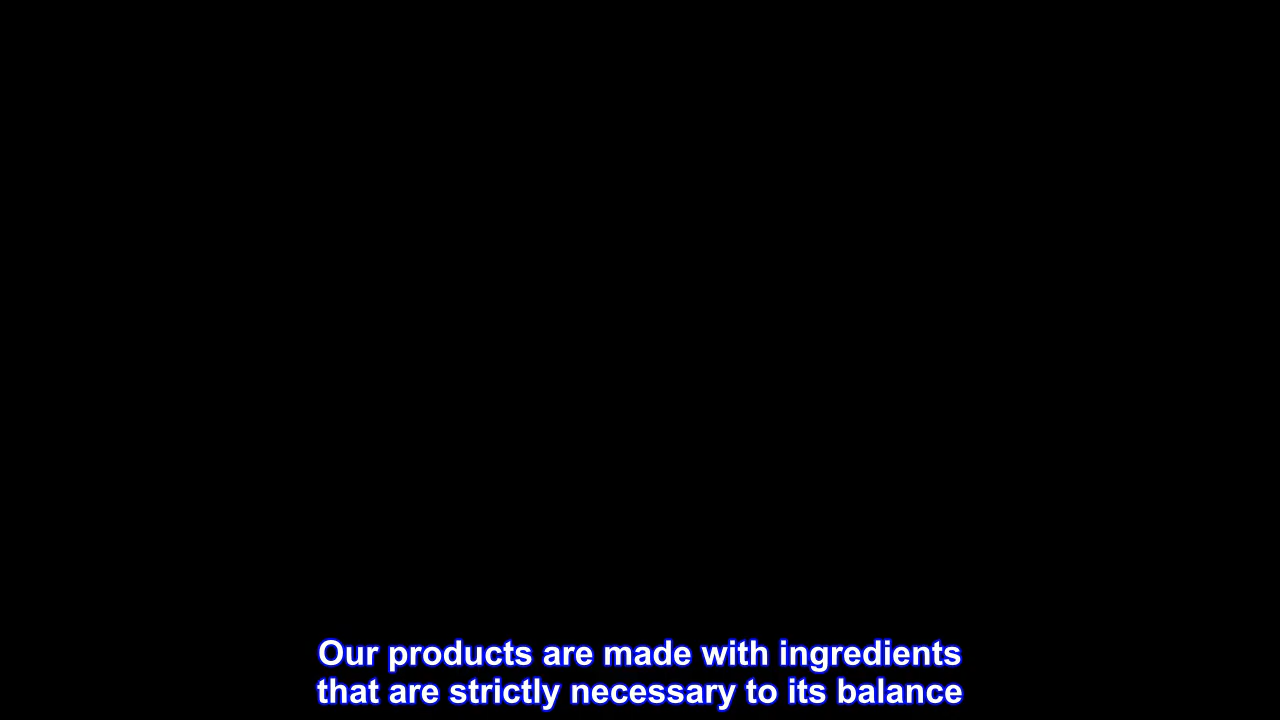 Our products are made with ingredients
that are strictly necessary to its balance